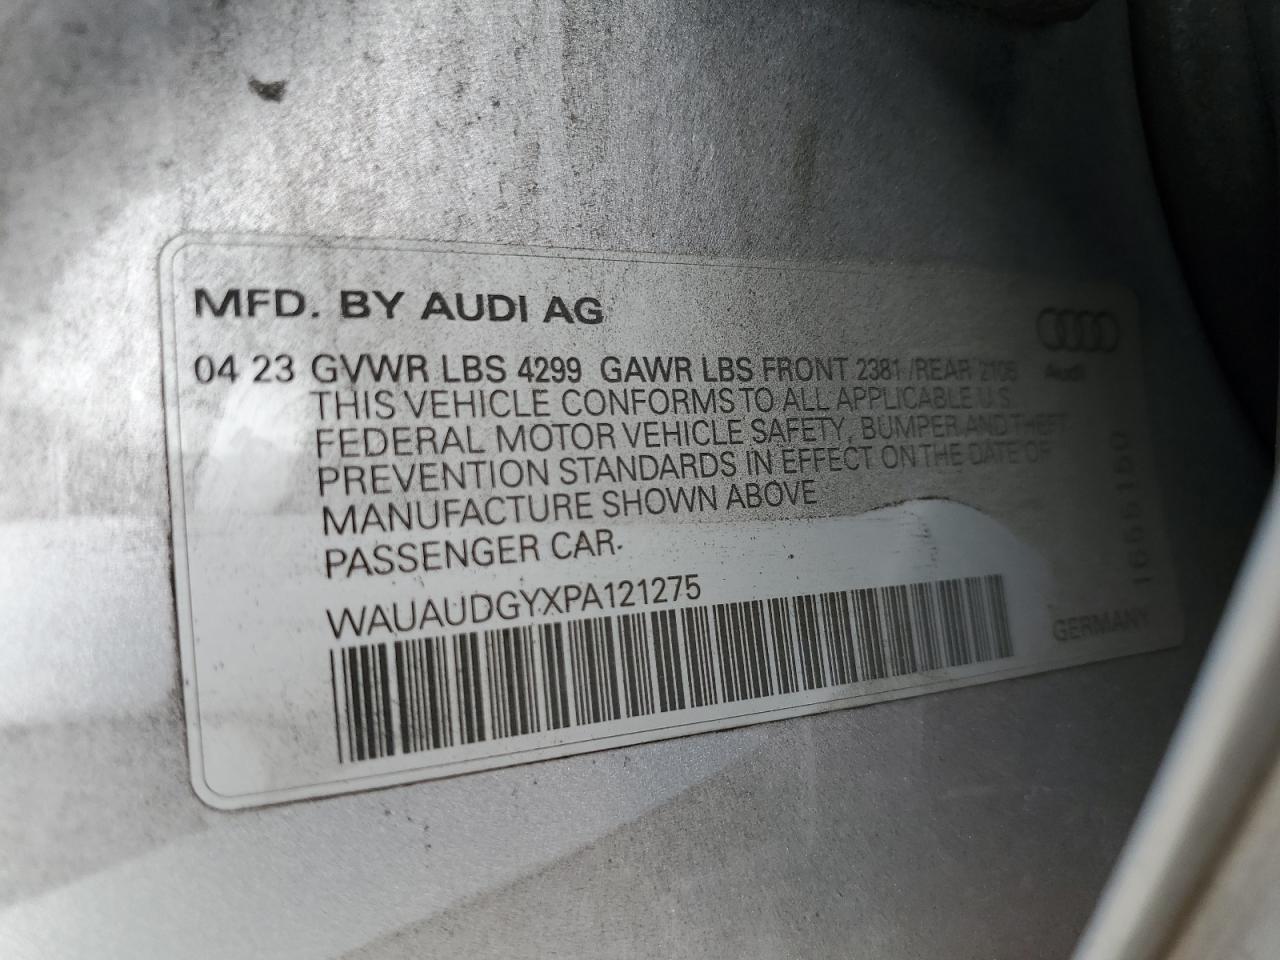 MFD. BY AUDI AG
04 23 GVWR LBS 4299 GAWR LBS FRONT 2381 /REAR 2106
Audi
THIS VEHICLE CONFORMS TO ALL APPLICABLE U.S.
FEDERAL MOTOR VEHICLE SAFETY, BUMPER AND THEFT
PREVENTION STANDARDS IN EFFECT ON THE DATE OF
MANUFACTURE SHOWN ABOVE
PASSENGER CAR.
WAUAUDGYXPA121275
GERMANY